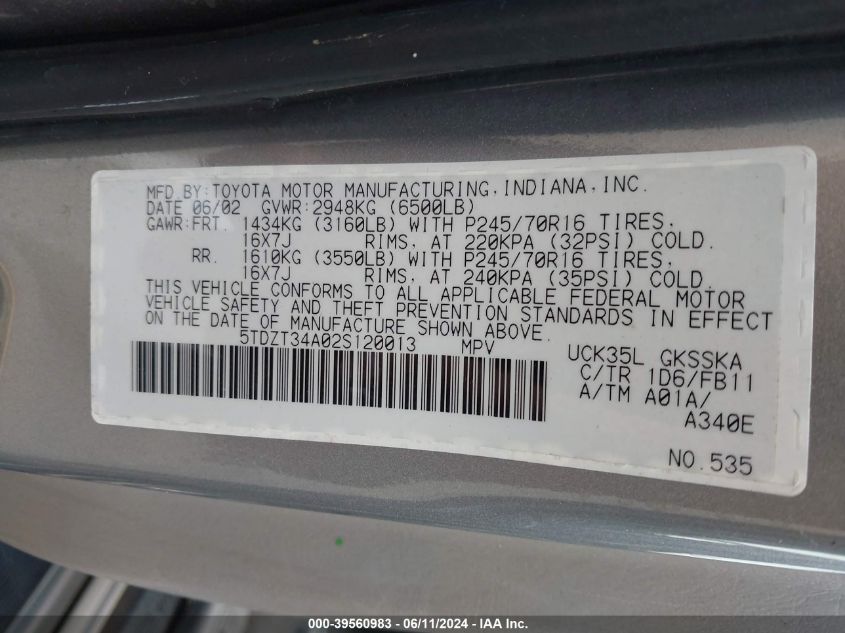 MFD.BY:TOYOTA MOTOR MANUFACTURING,INDIANA,INC.
DATE 06/02 GVWR:2948KG (6500LB)
GAWR:FRT. 1434KG (3160LB) WITH P245/70R16 TIRES,
16X7J RIMS, AT 220KPA (32PSI) COLD.
RR. 1610KG (3550LB) WITH P245/70R16 TIRES,
16X7J RIMS, AT 240KPA (35PSI) COLD.
THIS VEHICLE CONFORMS TO ALL APPLICABLE FEDERAL MOTOR
VEHICLE SAFETY AND THEFT PREVENTION STANDARDS IN EFFECT
ON THE DATE OF MANUFACTURE SHOWN ABOVE.
5TDZT34A02S120013 MPV
UCK35L GKSSKA
C/TR 1D6/FB11
A/TM A01A/
A340E
NO.535
000-39560983 - 06/11/2024 - IAA Inc.